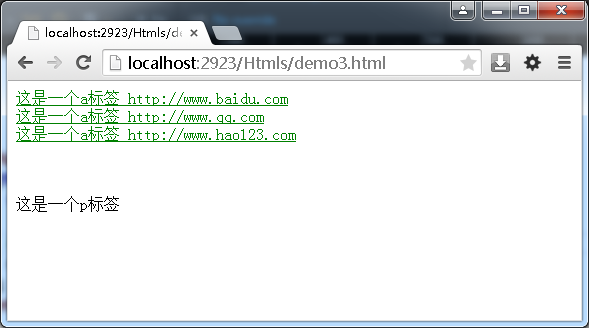 localhost:2923/Htmls/de
localhost:2923/Htmls/demo3.html
这是一个a标签 http://www.baidu.com
这是一个a标签 http://www.qq.com
这是一个a标签 http://www.hao123.com
这是一个p标签